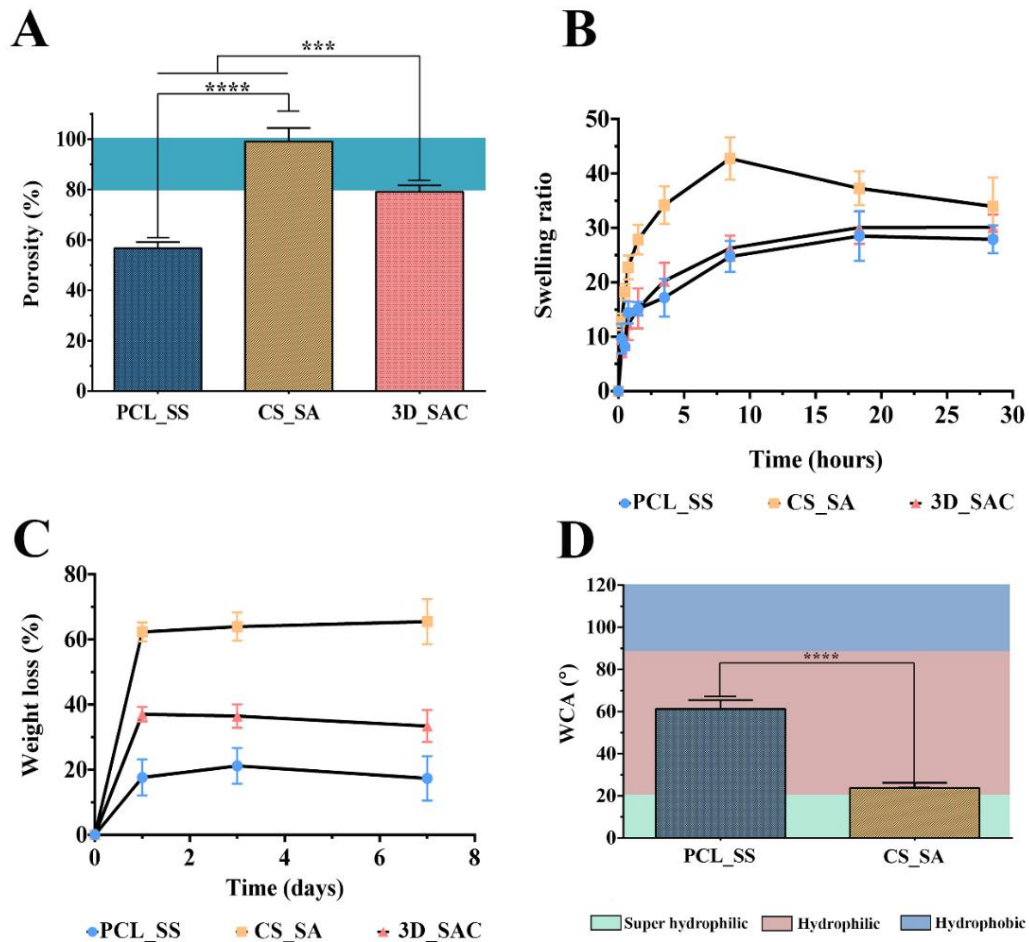 A
***
****
Porosity (%)
100
80
60
40
20
0
PCL_SS CS_SA 3D_SAC
B
Swelling ratio
50
40
30
20
10
0
0 5 10 15 20 25 30
Time (hours)
PCL_SS CS_SA 3D_SAC
C
Weight loss (%)
80
60
40
20
0
0 2 4 6 8
Time (days)
PCL_SS CS_SA 3D_SAC
D
WCA (°)
120
100
80
60
40
20
0
****
PCL_SS CS_SA
Super hydrophilic Hydrophilic Hydrophobic